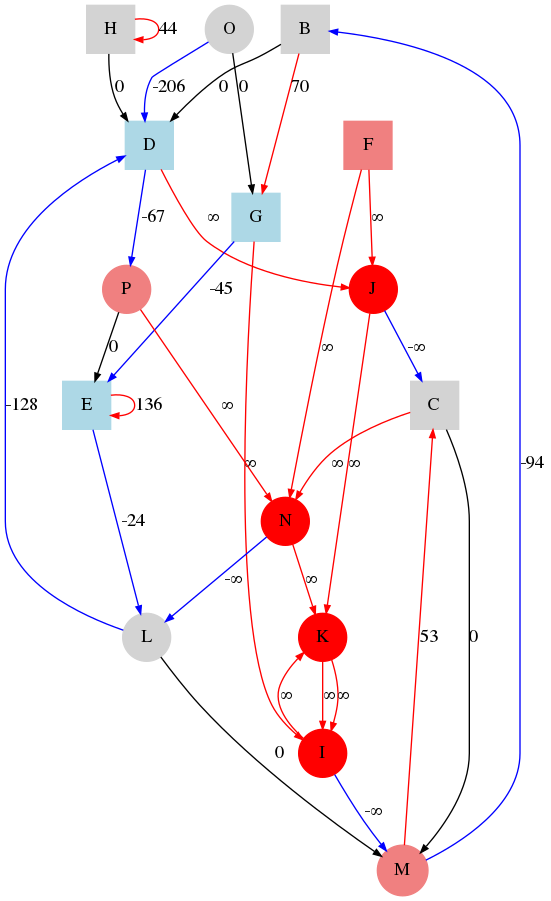 H 44 O B
0 -206 0 0 70
D F
G ∞
-67 ∞
P -45 J
0 ∞ -∞
E 136 -128 ∞ C
∞ ∞ ∞ -94
-24 N
-∞ ∞
L K 53 0
∞ ∞ ∞
0 I
-∞
M